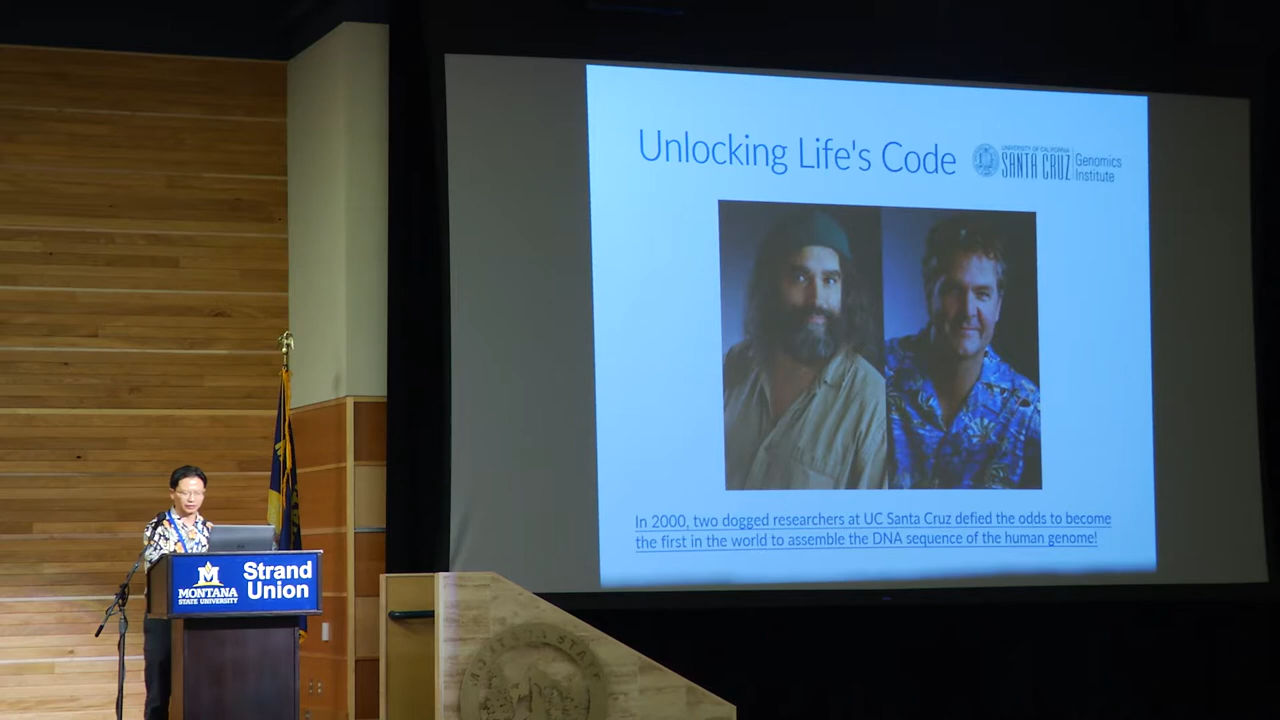 Unlocking Life's Code
UNIVERSITY OF CALIFORNIA
SANTA CRUZ
Genomics
Institute
In 2000, two dogged researchers at UC Santa Cruz defied the odds to become
the first in the world to assemble the DNA sequence of the human genome!
MONTANA
STATE UNIVERSITY
Strand
Union
MONTANA STATE